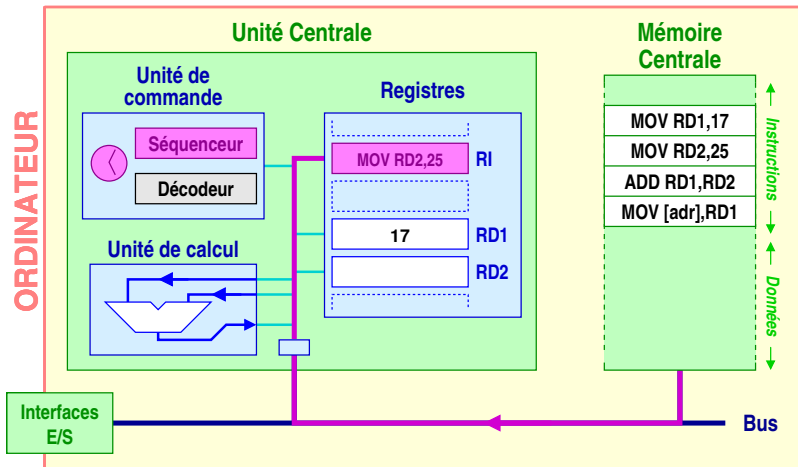 ORDINATEUR
Unité Centrale
Unité de
commande
Séquenceur
Décodeur
Unité de calcul
Registres
MOV RD2,25 RI
17 RD1
RD2
Mémoire
Centrale
MOV RD1,17
MOV RD2,25
ADD RD1,RD2
MOV [adr],RD1
Instructions
Données
Interfaces
E/S
Bus